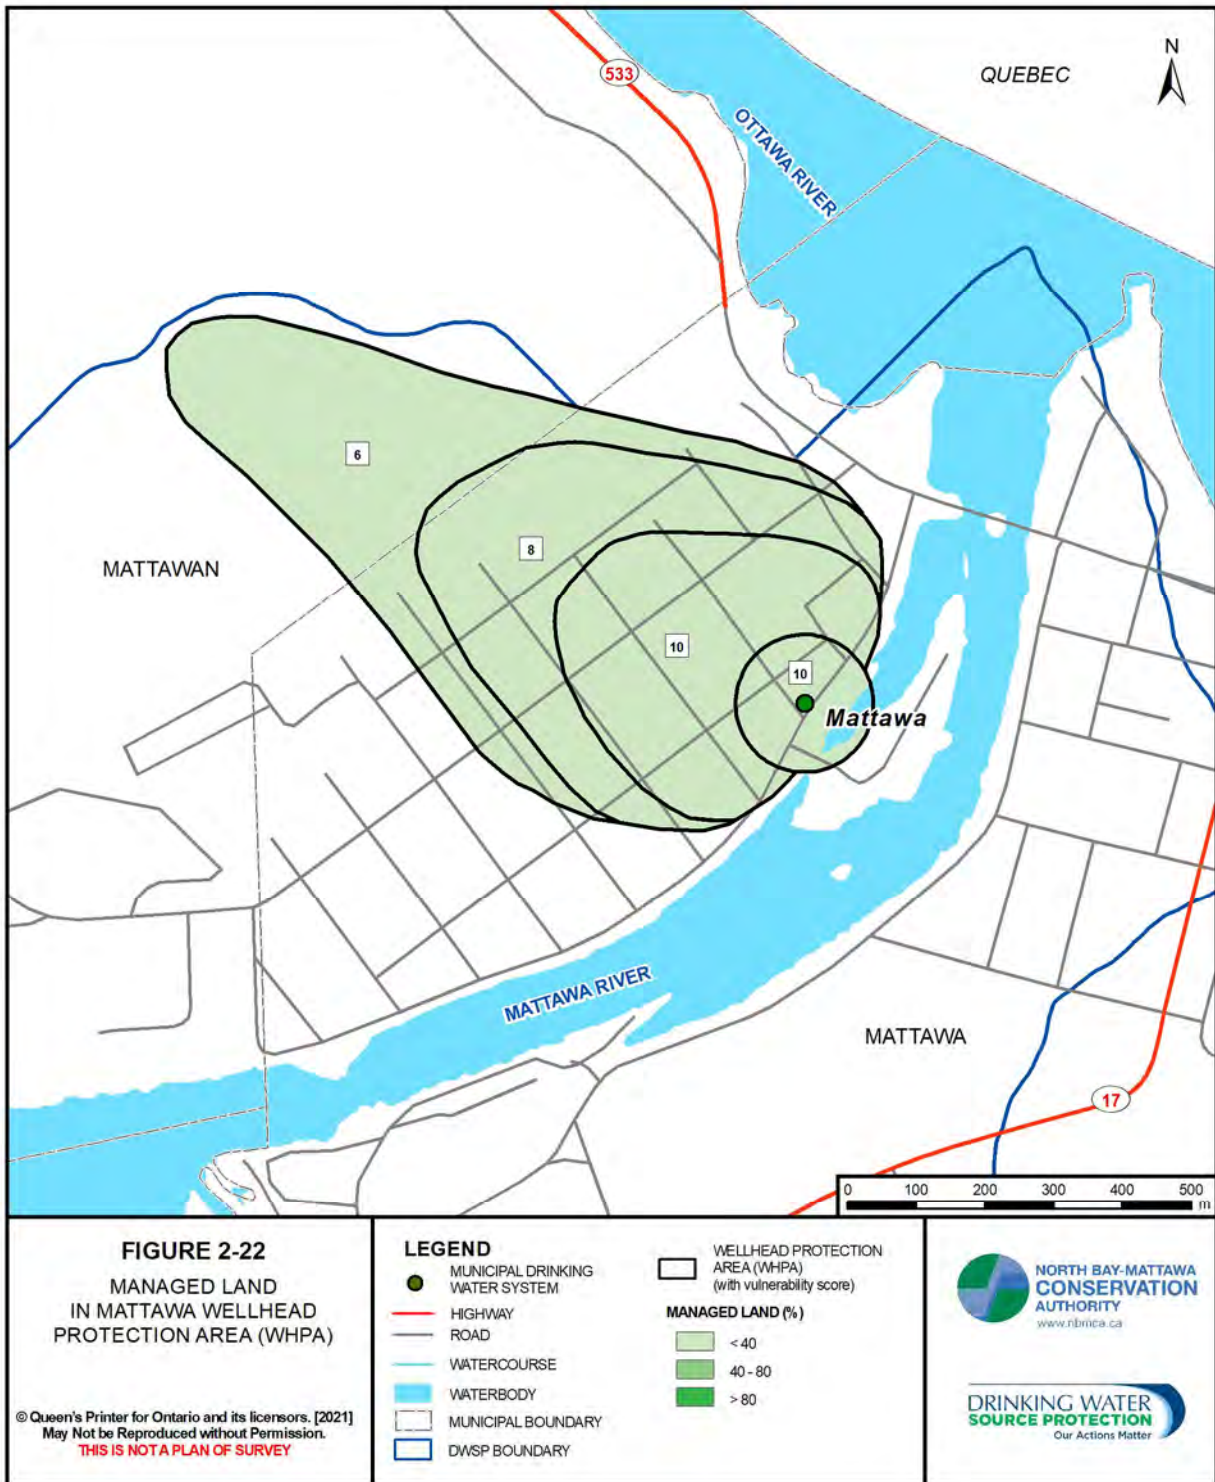 N
QUEBEC
533
OTTAWA RIVER
6
8
MATTAWAN
10
10
Mattawa
MATTAWA RIVER
MATTAWA
17
0 100 200 300 400 500
m
FIGURE 2-22
MANAGED LAND
IN MATTAWA WELLHEAD
PROTECTION AREA (WHPA)
© Queen's Printer for Ontario and its licensors. [2021]
May Not be Reproduced without Permission.
THIS IS NOT A PLAN OF SURVEY
LEGEND
MUNICIPAL DRINKING
WATER SYSTEM
HIGHWAY
ROAD
WATERCOURSE
WATERBODY
MUNICIPAL BOUNDARY
DWSP BOUNDARY
WELLHEAD PROTECTION
AREA (WHPA)
(with vulnerability score)
MANAGED LAND (%)
< 40
40 - 80
> 80
NORTH BAY-MATTAWA
CONSERVATION
AUTHORITY
www.nbmca.ca
DRINKING WATER
SOURCE PROTECTION
Our Actions Matter